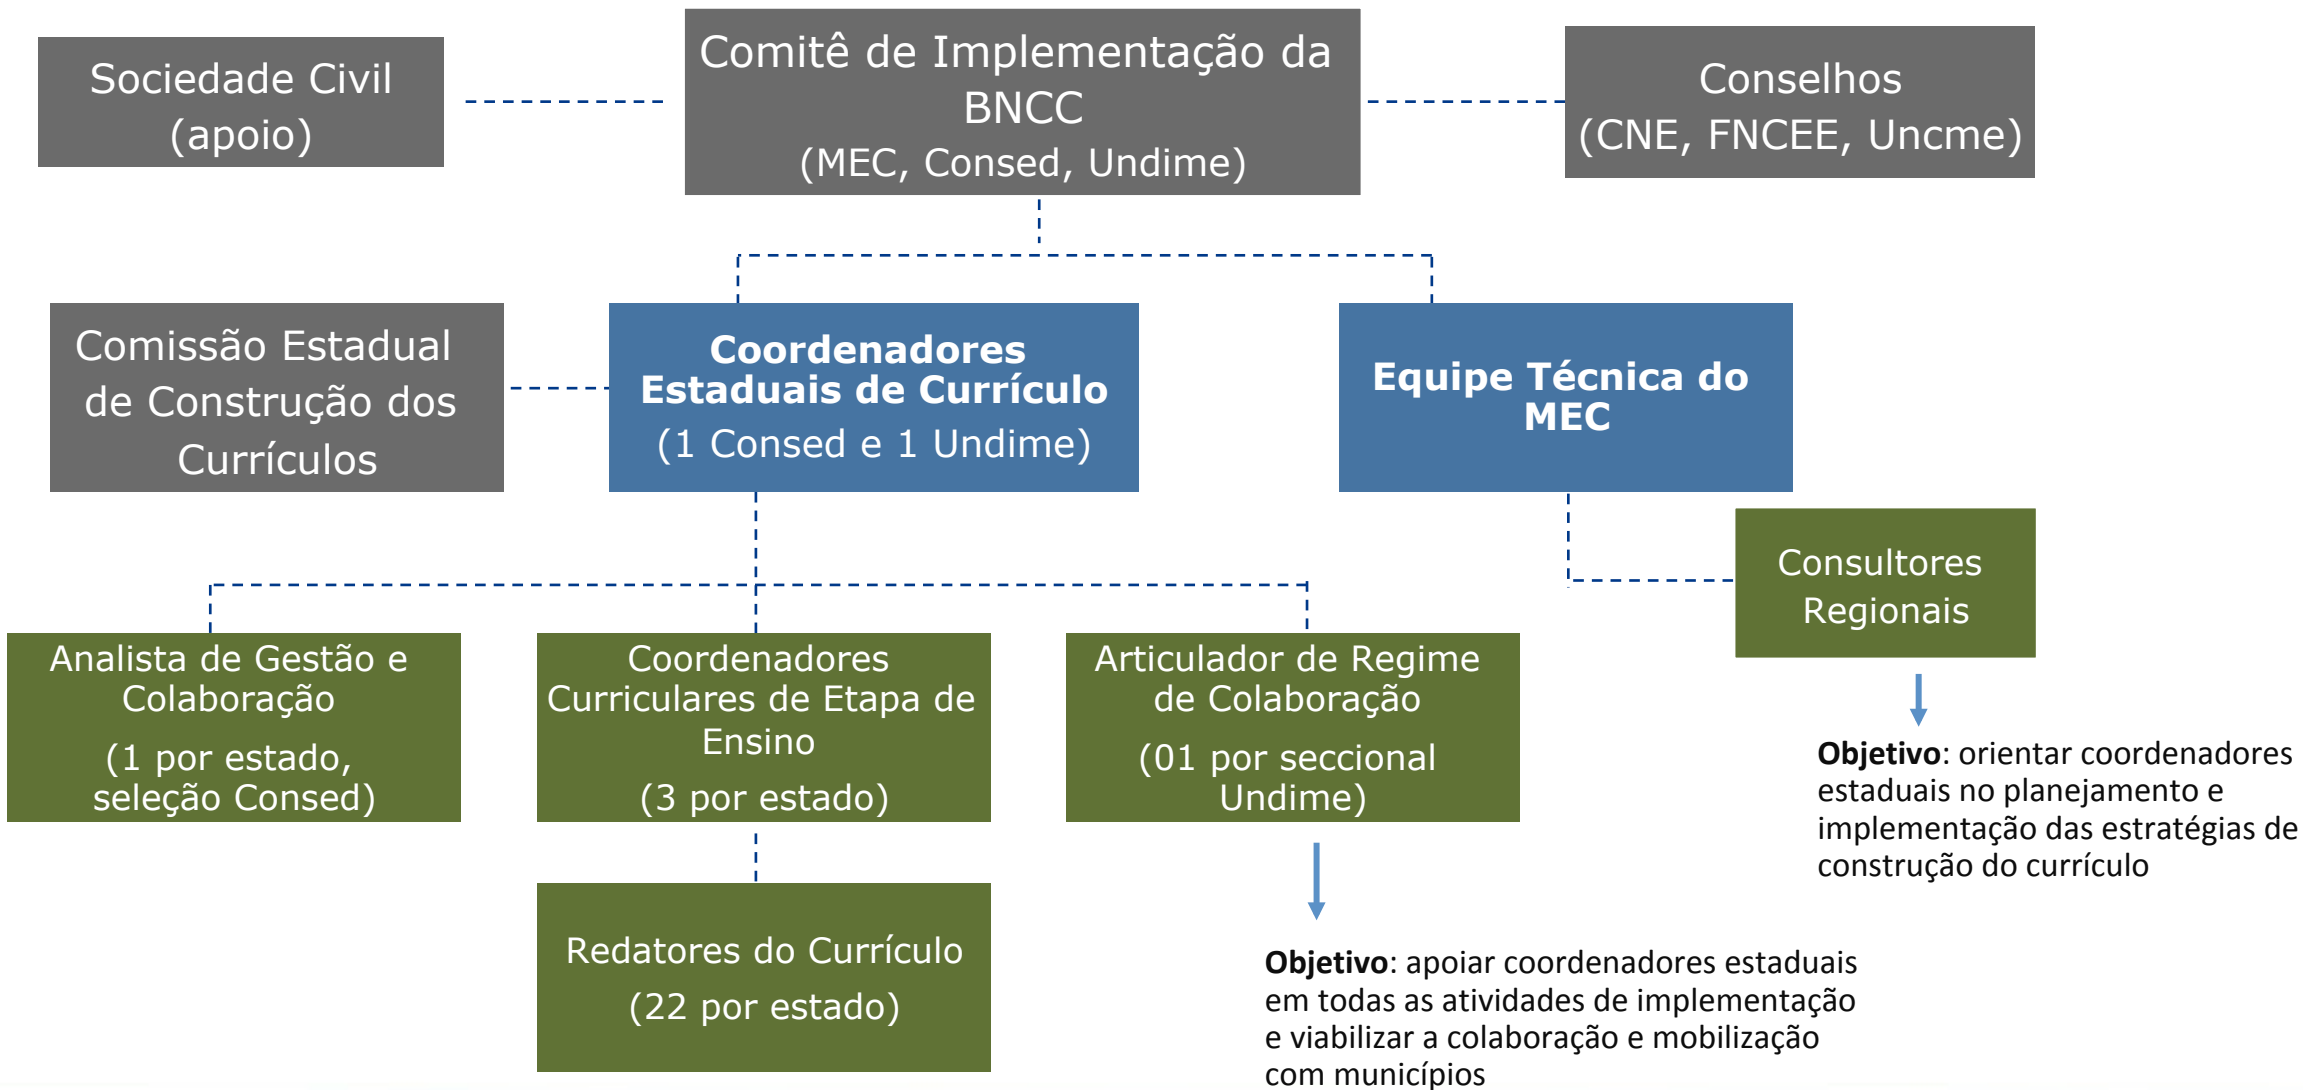 Sociedade Civil
(apoio)
Comitê de Implementação da
BNCC
(MEC, Consed, Undime)
Conselhos
(CNE, FNCEE, Uncme)
Comissão Estadual
de Construção dos
Currículos
Coordenadores
Estaduais de Currículo
(1 Consed e 1 Undime)
Equipe Técnica do
MEC
Consultores
Regionais
Analista de Gestão e
Colaboração
(1 por estado,
seleção Consed)
Coordenadores
Curriculares de Etapa de
Ensino
(3 por estado)
Articulador de Regime
de Colaboração
(01 por seccional
Undime)
Objetivo: orientar coordenadores
estaduais no planejamento e
implementação das estratégias de
construção do currículo
Redatores do Currículo
(22 por estado)
Objetivo: apoiar coordenadores estaduais
em todas as atividades de implementação
e viabilizar a colaboração e mobilização
com municípios